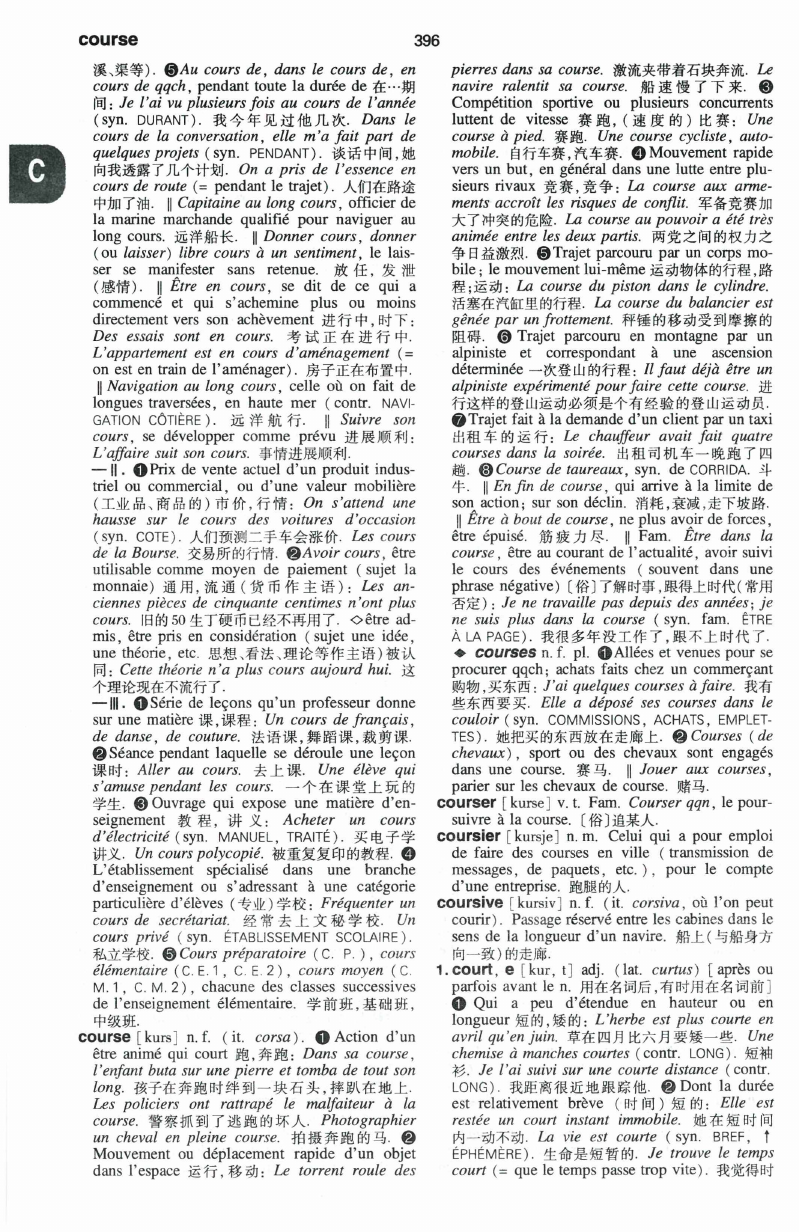 course
396
C
溪、渠等). ❺Au cours de, dans le cours de, en
cours de qqch, pendant toute la durée de 在…期
间: Je l'ai vu plusieurs fois au cours de l'année
(syn. DURANT). 我今年见过他几次. Dans le
cours de la conversation, elle m'a fait part de
quelques projets (syn. PENDANT). 谈话中间,她
向我透露了几个计划. On a pris de l'essence en
cours de route (= pendant le trajet). 人们在路途
中加了油. ‖ Capitaine au long cours, officier de
la marine marchande qualifié pour naviguer au
long cours. 远洋船长. ‖ Donner cours, donner
(ou laisser) libre cours à un sentiment, le lais-
ser se manifester sans retenue. 放任,发泄
(感情). ‖ Être en cours, se dit de ce qui a
commencé et qui s'achemine plus ou moins
directement vers son achèvement 进行中,时下:
Des essais sont en cours. 考试正在进行中.
L'appartement est en cours d'aménagement (=
on est en train de l'aménager). 房子正在布置中.
‖ Navigation au long cours, celle où on fait de
longues traversées, en haute mer (contr. NAVI-
GATION CÔTIÈRE). 远洋航行. ‖ Suivre son
cours, se développer comme prévu 进展顺利:
L'affaire suit son cours. 事情进展顺利.
—Ⅱ. ❶Prix de vente actuel d'un produit indus-
triel ou commercial, ou d'une valeur mobilière
(工业品、商品的)市价,行情: On s'attend une
hausse sur le cours des voitures d'occasion
(syn. COTE). 人们预测二手车会涨价. Les cours
de la Bourse. 交易所的行情. ❷Avoir cours, être
utilisable comme moyen de paiement (sujet la
monnaie) 通用,流通(货币作主语): Les an-
ciennes pièces de cinquante centimes n'ont plus
cours. 旧的50生丁硬币已经不再用了. ◇être ad-
mis, être pris en considération (sujet une idée,
une théorie, etc. 思想、看法、理论等作主语)被认
同: Cette théorie n'a plus cours aujourd hui. 这
个理论现在不流行了.
—Ⅲ. ❶Série de leçons qu'un professeur donne
sur une matière 课,课程: Un cours de français,
de danse, de couture. 法语课,舞蹈课,裁剪课.
❷Séance pendant laquelle se déroule une leçon
课时: Aller au cours. 去上课. Une élève qui
s'amuse pendant les cours. 一个在课堂上玩的
学生. ❸Ouvrage qui expose une matière d'en-
seignement 教程,讲义: Acheter un cours
d'électricité (syn. MANUEL, TRAITÉ). 买电子学
讲义. Un cours polycopié. 被重复复印的教程. ❹
L'établissement spécialisé dans une branche
d'enseignement ou s'adressant à une catégorie
particulière d'élèves (专业)学校: Fréquenter un
cours de secrétariat. 经常去上文秘学校. Un
cours privé (syn. ÉTABLISSEMENT SCOLAIRE).
私立学校. ❺Cours préparatoire (C. P.), cours
élémentaire (C. E. 1, C. E. 2), cours moyen (C.
M. 1, C. M. 2), chacune des classes successives
de l'enseignement élémentaire. 学前班,基础班,
中级班.
course [kurs] n. f. (it. corsa). ❶Action d'un
être animé qui court 跑,奔跑: Dans sa course,
l'enfant buta sur une pierre et tomba de tout son
long. 孩子在奔跑时绊到一块石头,摔趴在地上.
Les policiers ont rattrapé le malfaiteur à la
course. 警察抓到了逃跑的坏人. Photographier
un cheval en pleine course. 拍摄奔跑的马. ❷
Mouvement ou déplacement rapide d'un objet
dans l'espace 运行,移动: Le torrent roule des
pierres dans sa course. 激流夹带着石块奔流. Le
navire ralentit sa course. 船速慢了下来. ❸
Compétition sportive ou plusieurs concurrents
luttent de vitesse 赛跑,(速度的)比赛: Une
course à pied. 赛跑. Une course cycliste, auto-
mobile. 自行车赛,汽车赛. ❹Mouvement rapide
vers un but, en général dans une lutte entre plu-
sieurs rivaux 竞赛,竞争: La course aux arme-
ments accroît les risques de conflit. 军备竞赛加
大了冲突的危险. La course au pouvoir a été très
animée entre les deux partis. 两党之间的权力之
争日益激烈. ❺Trajet parcouru par un corps mo-
bile; le mouvement lui-même 运动物体的行程,路
程;运动: La course du piston dans le cylindre.
活塞在汽缸里的行程. La course du balancier est
gênée par un frottement. 秤锤的移动受到摩擦的
阻碍. ❻ Trajet parcouru en montagne par un
alpiniste et correspondant à une ascension
déterminée 一次登山的行程: Il faut déjà être un
alpiniste expérimenté pour faire cette course. 进
行这样的登山运动必须是个有经验的登山运动员.
❼Trajet fait à la demande d'un client par un taxi
出租车的运行: Le chauffeur avait fait quatre
courses dans la soirée. 出租司机车一晚跑了四
趟. ❽Course de taureaux, syn. de CORRIDA. 斗
牛. ‖ En fin de course, qui arrive à la limite de
son action; sur son déclin. 消耗,衰减,走下坡路.
‖ Être à bout de course, ne plus avoir de forces,
être épuisé. 筋疲力尽. ‖ Fam. Être dans la
course, être au courant de l'actualité, avoir suivi
le cours des événements (souvent dans une
phrase négative)〔俗〕了解时事,跟得上时代(常用
否定): Je ne travaille pas depuis des années; je
ne suis plus dans la course (syn. fam. ÊTRE
À LA PAGE). 我很多年没工作了,跟不上时代了.
◆ courses n. f. pl. ❶Allées et venues pour se
procurer qqch; achats faits chez un commerçant
购物,买东西: J'ai quelques courses à faire. 我有
些东西要买. Elle a déposé ses courses dans le
couloir (syn. COMMISSIONS, ACHATS, EMPLET-
TES). 她把买的东西放在走廊上. ❷Courses (de
chevaux), sport ou des chevaux sont engagés
dans une course. 赛马. ‖ Jouer aux courses,
parier sur les chevaux de course. 赌马.
courser [kurse] v. t. Fam. Courser qqn, le pour-
suivre à la course.〔俗〕追某人.
coursier [kursje] n. m. Celui qui a pour emploi
de faire des courses en ville (transmission de
messages, de paquets, etc.), pour le compte
d'une entreprise. 跑腿的人.
coursive [kursiv] n. f. (it. corsiva, où l'on peut
courir). Passage réservé entre les cabines dans le
sens de la longueur d'un navire. 船上(与船身方
向一致)的走廊.
1. court, e [kur, t] adj. (lat. curtus) [après ou
parfois avant le n. 用在名词后,有时用在名词前]
❶ Qui a peu d'étendue en hauteur ou en
longueur 短的,矮的: L'herbe est plus courte en
avril qu'en juin. 草在四月比六月要矮一些. Une
chemise à manches courtes (contr. LONG). 短袖
衫. Je l'ai suivi sur une courte distance (contr.
LONG). 我距离很近地跟踪他. ❷Dont la durée
est relativement brève (时间)短的: Elle est
restée un court instant immobile. 她在短时间
内一动不动. La vie est courte (syn. BREF, ↑
ÉPHÉMÈRE). 生命是短暂的. Je trouve le temps
court (= que le temps passe trop vite). 我觉得时